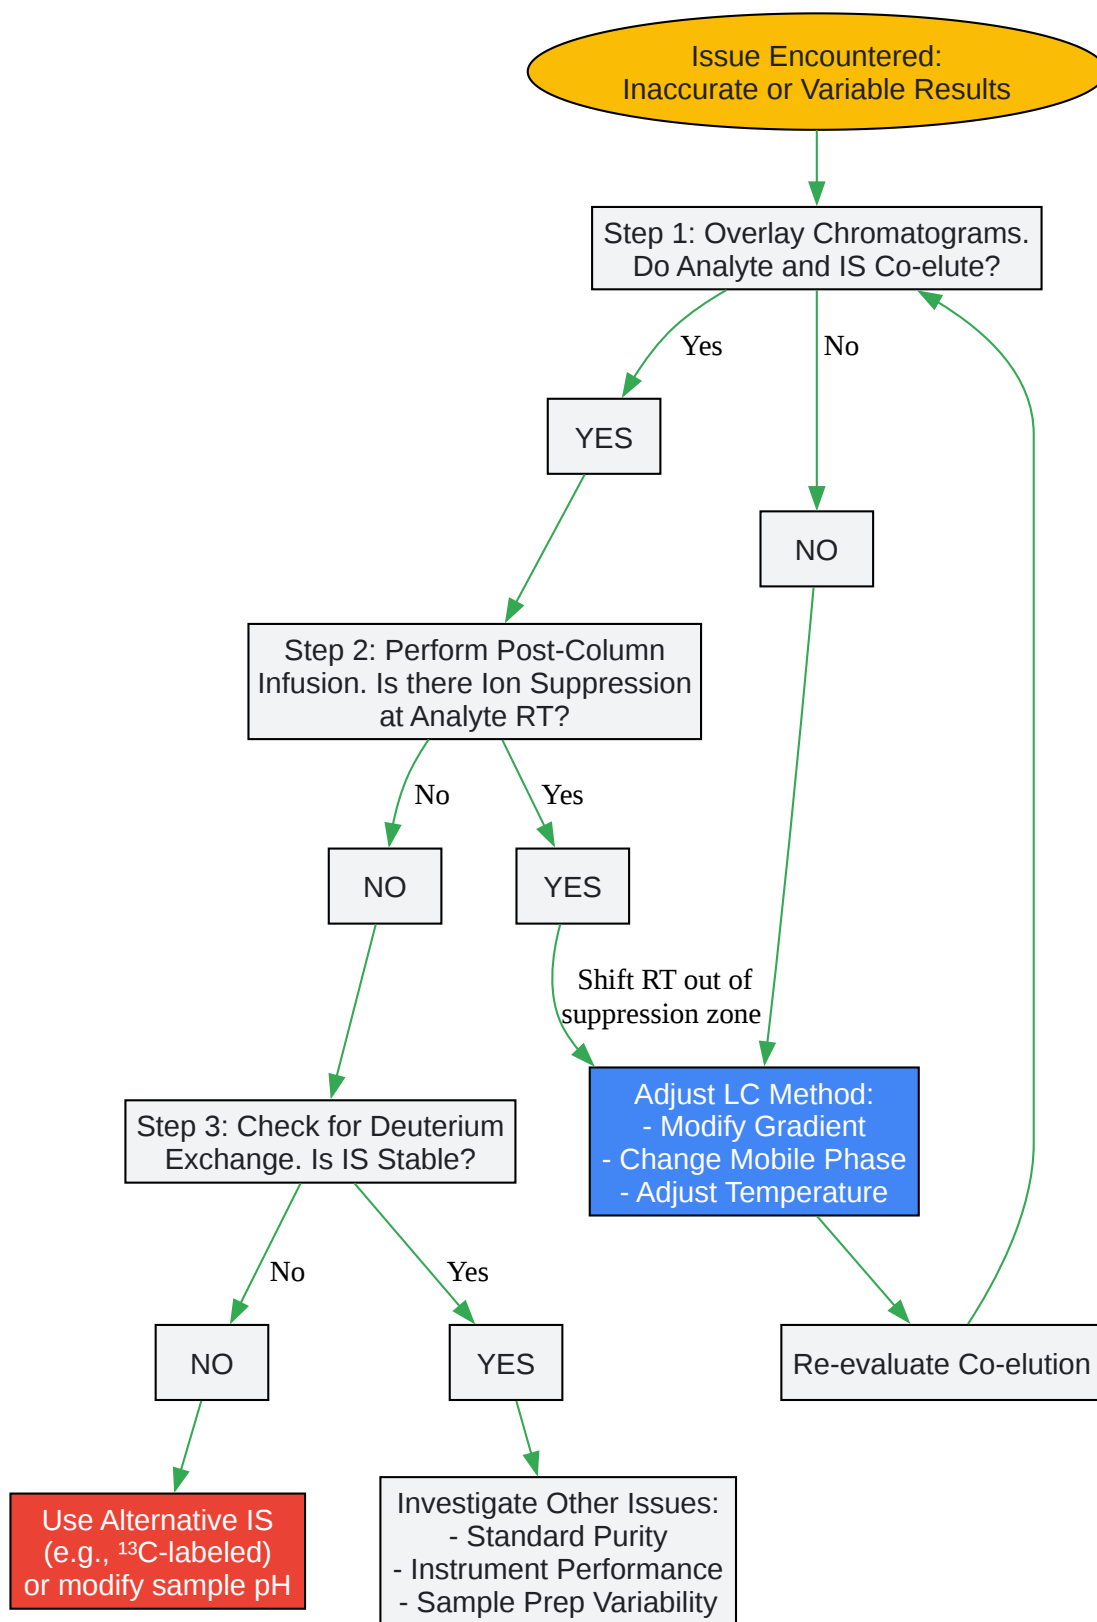 Issue Encountered:
Inaccurate or Variable Results
Step 1: Overlay Chromatograms.
Do Analyte and IS Co-elute?
Yes
No
YES
NO
Step 2: Perform Post-Column
Infusion. Is there Ion Suppression
at Analyte RT?
No
Yes
NO
YES
Shift RT out of
suppression zone
Adjust LC Method:
- Modify Gradient
- Change Mobile Phase
- Adjust Temperature
Step 3: Check for Deuterium
Exchange. Is IS Stable?
No
Yes
NO
YES
Re-evaluate Co-elution
Use Alternative IS
(e.g., ¹³C-labeled)
or modify sample pH
Investigate Other Issues:
- Standard Purity
- Instrument Performance
- Sample Prep Variability